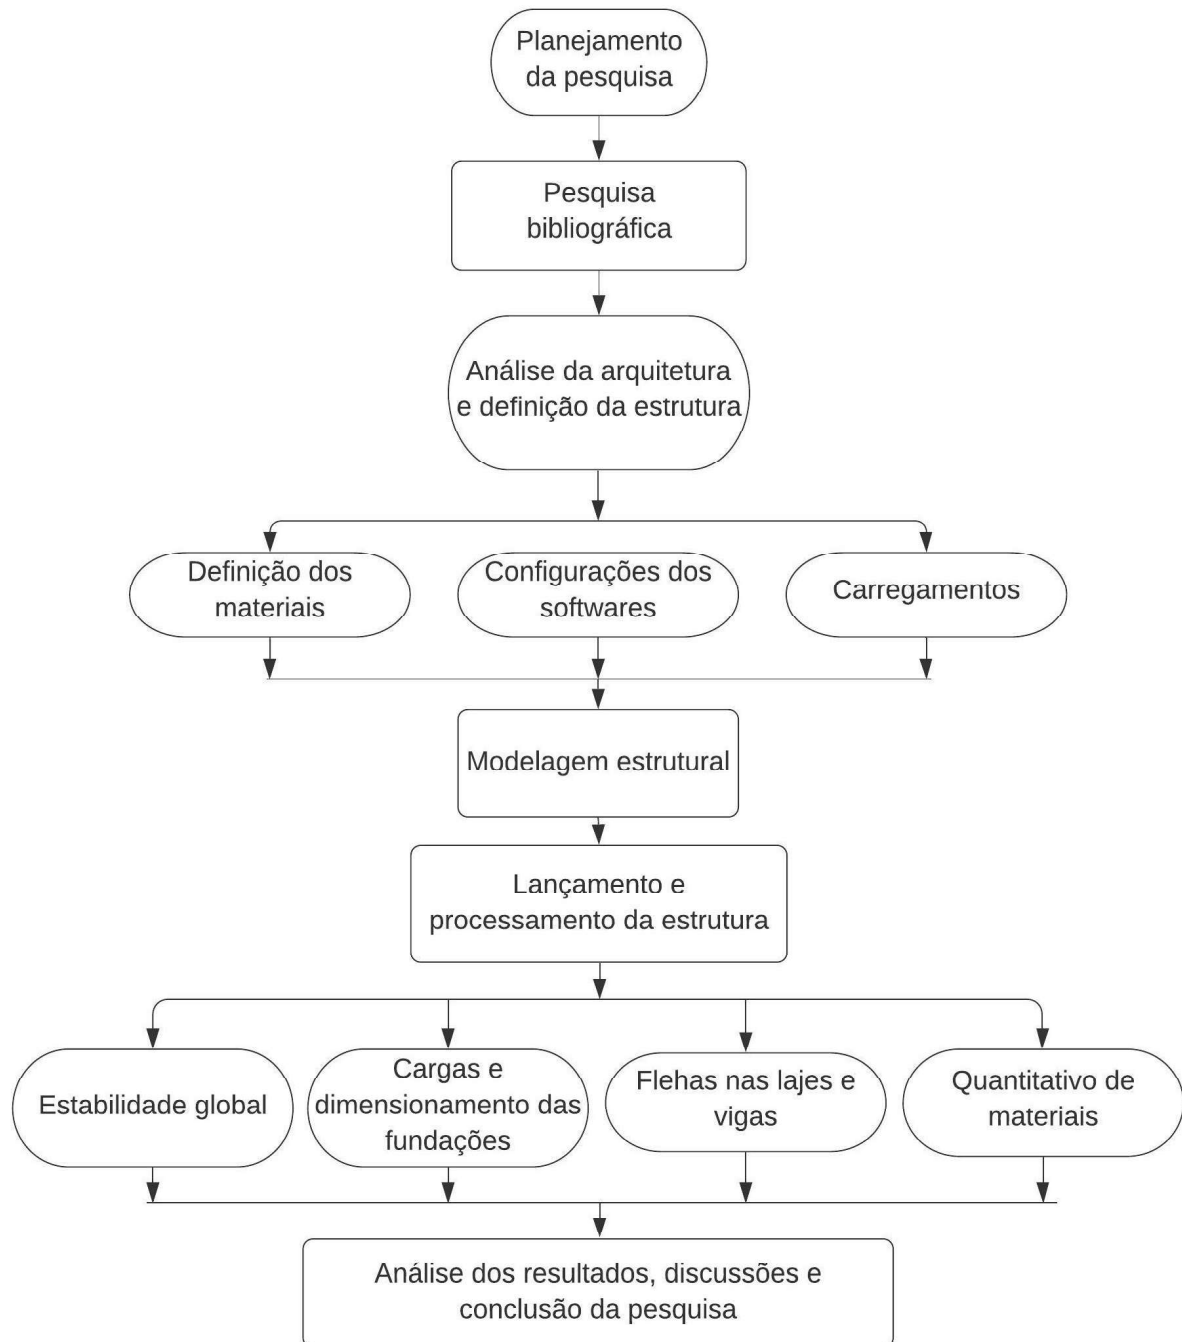 Planejamento
da pesquisa
Pesquisa
bibliográfica
Análise da arquitetura
e definição da estrutura
Definição dos
materiais
Configurações dos
softwares
Carregamentos
Modelagem estrutural
Lançamento e
processamento da estrutura
Estabilidade global
Cargas e
dimensionamento das
fundações
Flehas nas lajes e
vigas
Quantitativo de
materiais
Análise dos resultados, discussões e
conclusão da pesquisa